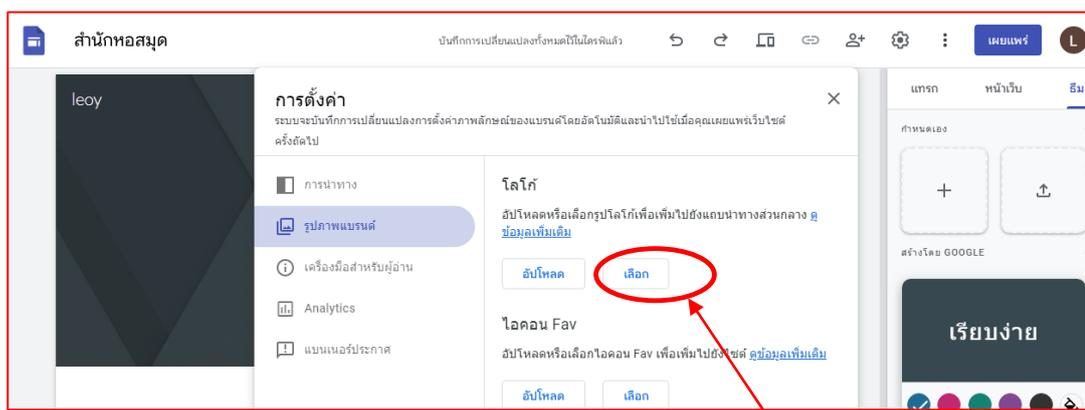 สำนักหอสมุด
บันทึกการเปลี่ยนแปลงทั้งหมดไว้ในไดรฟ์แล้ว
เผยแพร่
L
leoy
การตั้งค่า
ระบบจะบันทึกการเปลี่ยนแปลงการตั้งค่าภาพลักษณ์ของแบรนด์โดยอัตโนมัติและนำไปใช้เมื่อคุณเผยแพร่เว็บไซต์
ครั้งถัดไป
การนำทาง
รูปภาพแบรนด์
เครื่องมือสำหรับผู้อ่าน
Analytics
แบนเนอร์ประกาศ
โลโก้
อัปโหลดหรือเลือกรูปโลโก้เพื่อเพิ่มไปยังแถบนำทางส่วนกลาง ดู
ข้อมูลเพิ่มเติม
อัปโหลด
เลือก
ไอคอน Fav
อัปโหลดหรือเลือกไอคอน Fav เพื่อเพิ่มไปยังไซต์ ดูข้อมูลเพิ่มเติม
อัปโหลด
เลือก
แทรก
หน้าเว็บ
ธีม
กำหนดเอง
สร้างโดย GOOGLE
เรียบง่าย